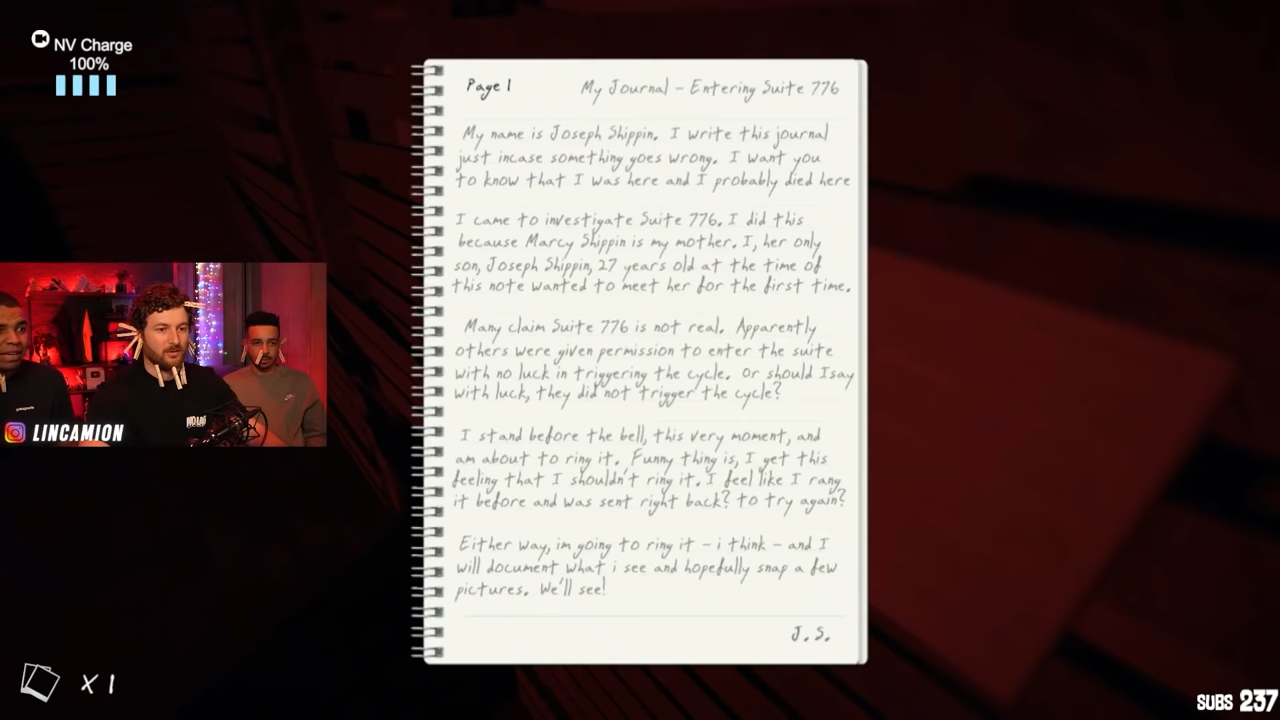 NV Charge
100%
Page 1
My Journal - Entering Suite 776
My name is Joseph Shippin. I write this journal
just incase something goes wrong. I want you
to know that I was here and I probably died here
I came to investigate Suite 776. I did this
because Marcy Shippin is my mother. I, her only
son, Joseph Shippin, 27 years old at the time of
this note wanted to meet her for the first time.
Many claim Suite 776 is not real. Apparently
others were given permission to enter the suite
with no luck in triggering the cycle. Or should I say
with luck, they did not trigger the cycle?
I stand before the bell, this very moment, and
am about to ring it. Funny thing is, I get this
feeling that I shouldn't ring it. I feel like I rang
it before and was sent right back? to try again?
Either way, im going to ring it - i think - and I
will document what i see and hopefully snap a few
pictures. We'll see!
J.S.
NO LAG
LINCAMION
X 1
SUBS 237